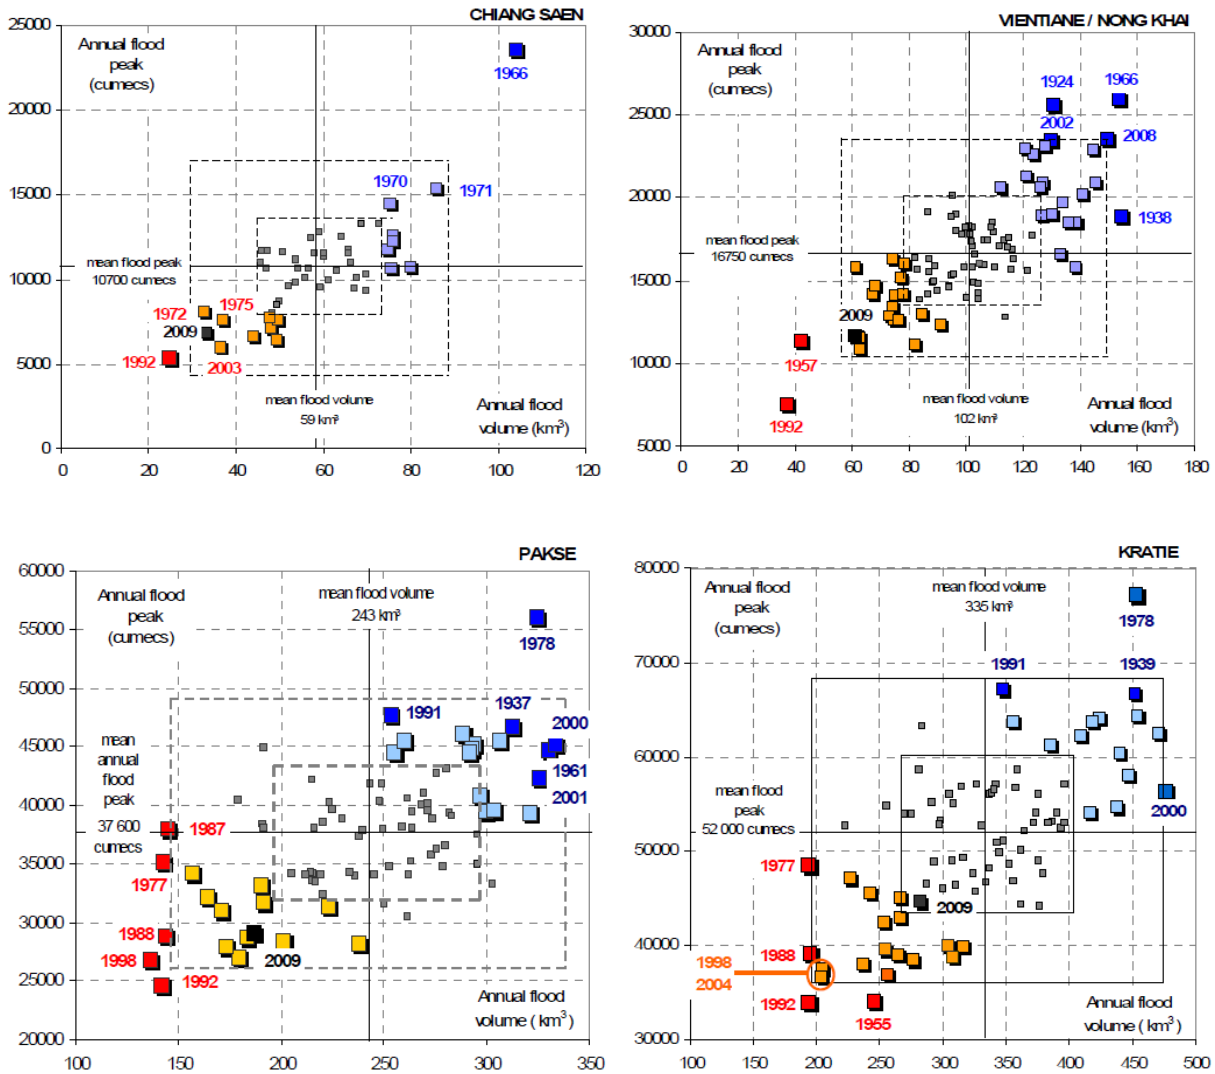 CHIANG SAEN
25000
20000
15000
10000
5000
0
Annual flood
peak
(cumecs)
1966
1970
1971
mean flood peak
10700 cumecs
1972
1975
2009
1992
2003
mean flood volume
59 km³
Annual flood
volume (km³)
0 20 40 60 80 100 120
VIENTIANE / NONG KHAI
30000
25000
20000
15000
10000
5000
Annual flood
peak
(cumecs)
1924
1966
2002
2008
1938
mean flood peak
16750 cumecs
2009
1957
1992
mean flood volume
102 km³
Annual flood
volume (km³)
0 20 40 60 80 100 120 140 160 180
PAKSE
60000
55000
50000
45000
40000
35000
30000
25000
20000
Annual flood
peak
(cumecs)
mean flood volume
243 km³
1978
1991
1937
2000
1961
2001
mean
annual
flood
peak
37 600
cumecs
1987
1977
1988
1998
1992
2009
Annual flood
volume ( km³)
100 150 200 250 300 350
KRATIE
80000
70000
60000
50000
40000
30000
Annual flood
peak
(cumecs)
mean flood volume
335 km³
1978
1991
1939
2000
mean flood
peak
52 000 cumecs
1977
2009
1988
1998
2004
1992
1955
Annual flood
volume ( km³)
100 150 200 250 300 350 400 450 500